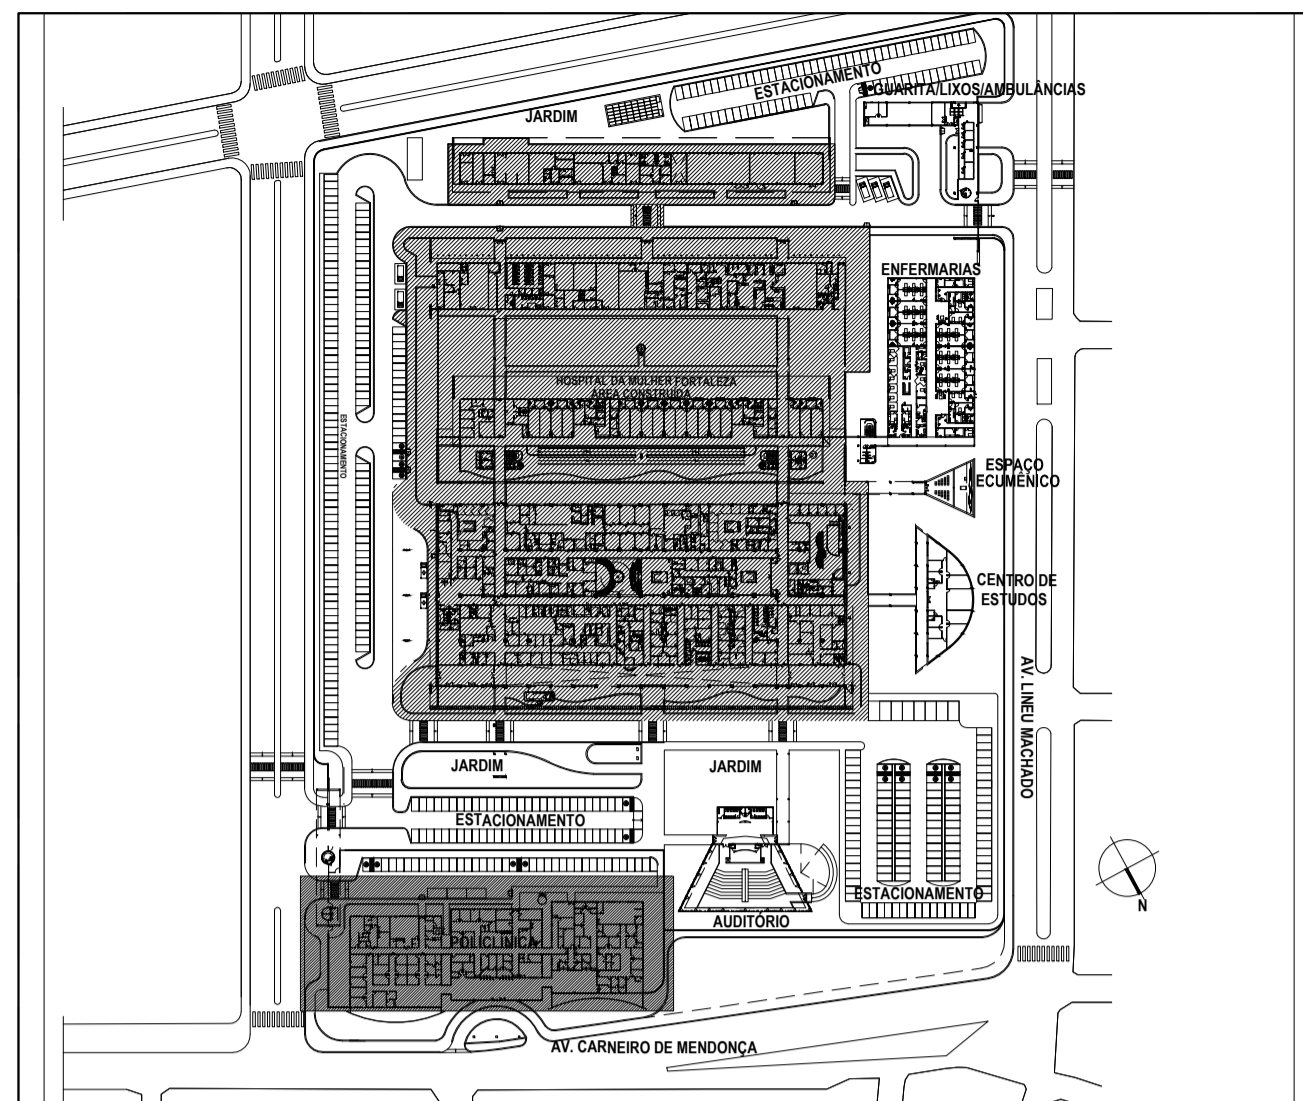 ESTACIONAMENTO
GUARITA/LIXOS/AMBULÂNCIAS
JARDIM
ENFERMARIAS
HOSPITAL DA MULHER FORTALEZA
ÁREA CONSTRUÍDA
ESTACIONAMENTO
ESPAÇO
ECUMÊNICO
CENTRO DE
ESTUDOS
AV. LINEU MACHADO
JARDIM
JARDIM
ESTACIONAMENTO
ESTACIONAMENTO
N
AUDITÓRIO
POLICLÍNICA
AV. CARNEIRO DE MENDONÇA